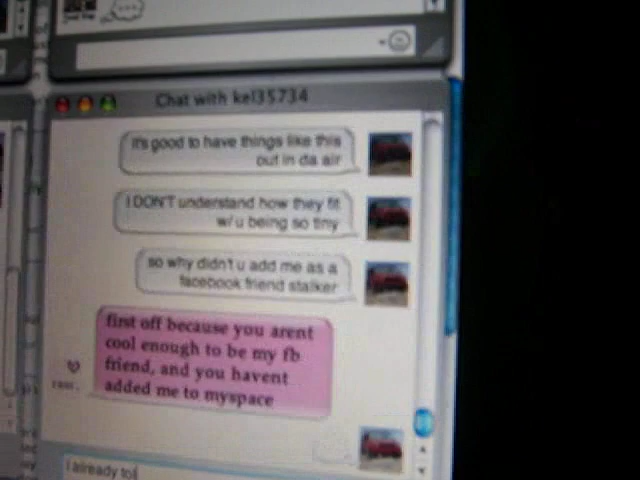 Chat with kel35734
it's good to have things like this
out in da air
I DON'T understand how they fit
w/ u being so tiny
so why didn't u add me as a
facebook friend stalker
first off because you arent
cool enough to be my fb
friend, and you havent
added me to myspace
I already tol